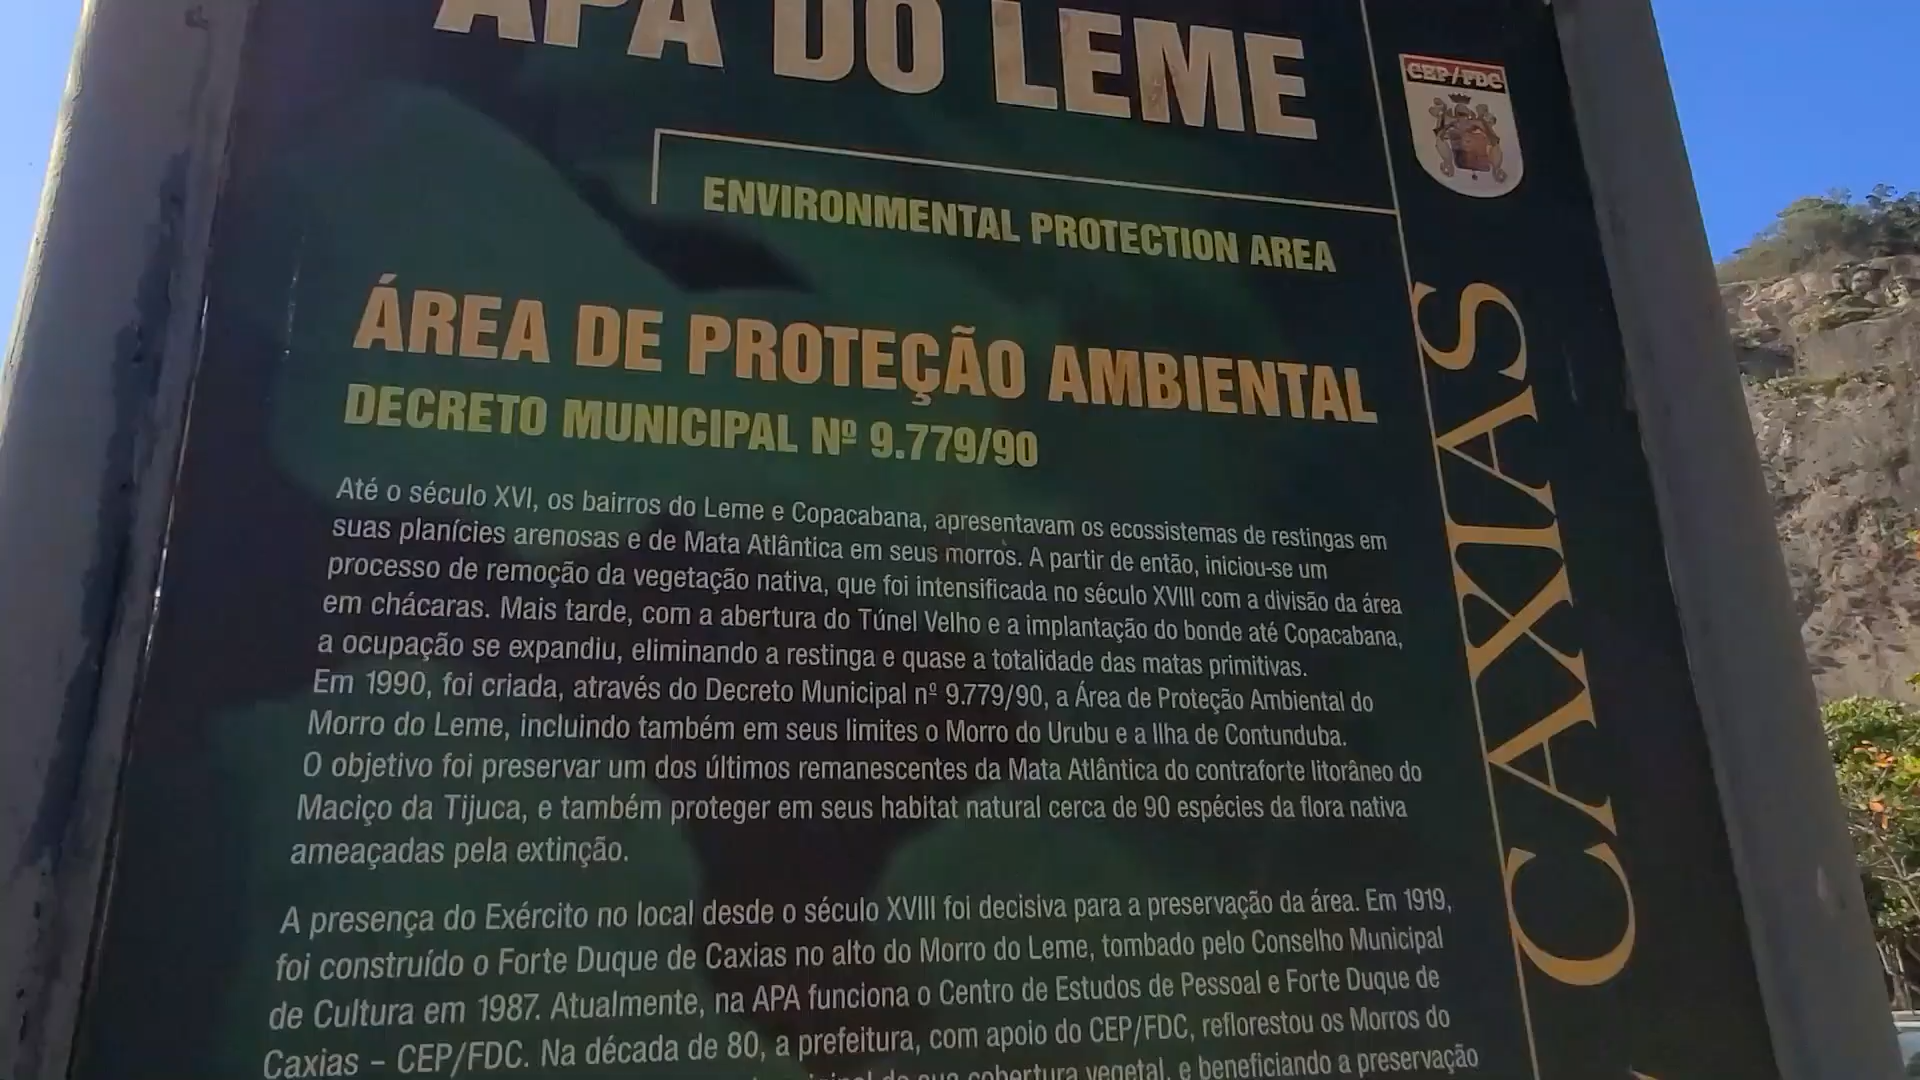 APA DO LEME
CEP/FDC
ENVIRONMENTAL PROTECTION AREA
ÁREA DE PROTEÇÃO AMBIENTAL
DECRETO MUNICIPAL Nº 9.779/90
Até o século XVI, os bairros do Leme e Copacabana, apresentavam os ecossistemas de restingas em
suas planícies arenosas e de Mata Atlântica em seus morros. A partir de então, iniciou-se um
processo de remoção da vegetação nativa, que foi intensificada no século XVIII com a divisão da área
em chácaras. Mais tarde, com a abertura do Túnel Velho e a implantação do bonde até Copacabana,
a ocupação se expandiu, eliminando a restinga e quase a totalidade das matas primitivas.
Em 1990, foi criada, através do Decreto Municipal nº 9.779/90, a Área de Proteção Ambiental do
Morro do Leme, incluindo também em seus limites o Morro do Urubu e a Ilha de Contunduba.
O objetivo foi preservar um dos últimos remanescentes da Mata Atlântica do contraforte litorâneo do
Maciço da Tijuca, e também proteger em seus habitat natural cerca de 90 espécies da flora nativa
ameaçadas pela extinção.
A presença do Exército no local desde o século XVIII foi decisiva para a preservação da área. Em 1919,
foi construído o Forte Duque de Caxias no alto do Morro do Leme, tombado pelo Conselho Municipal
de Cultura em 1987. Atualmente, na APA funciona o Centro de Estudos de Pessoal e Forte Duque de
Caxias – CEP/FDC. Na década de 80, a prefeitura, com apoio do CEP/FDC, reflorestou os Morros do
de sua cobertura vegetal, e beneficiando a preservação
CAXIAS